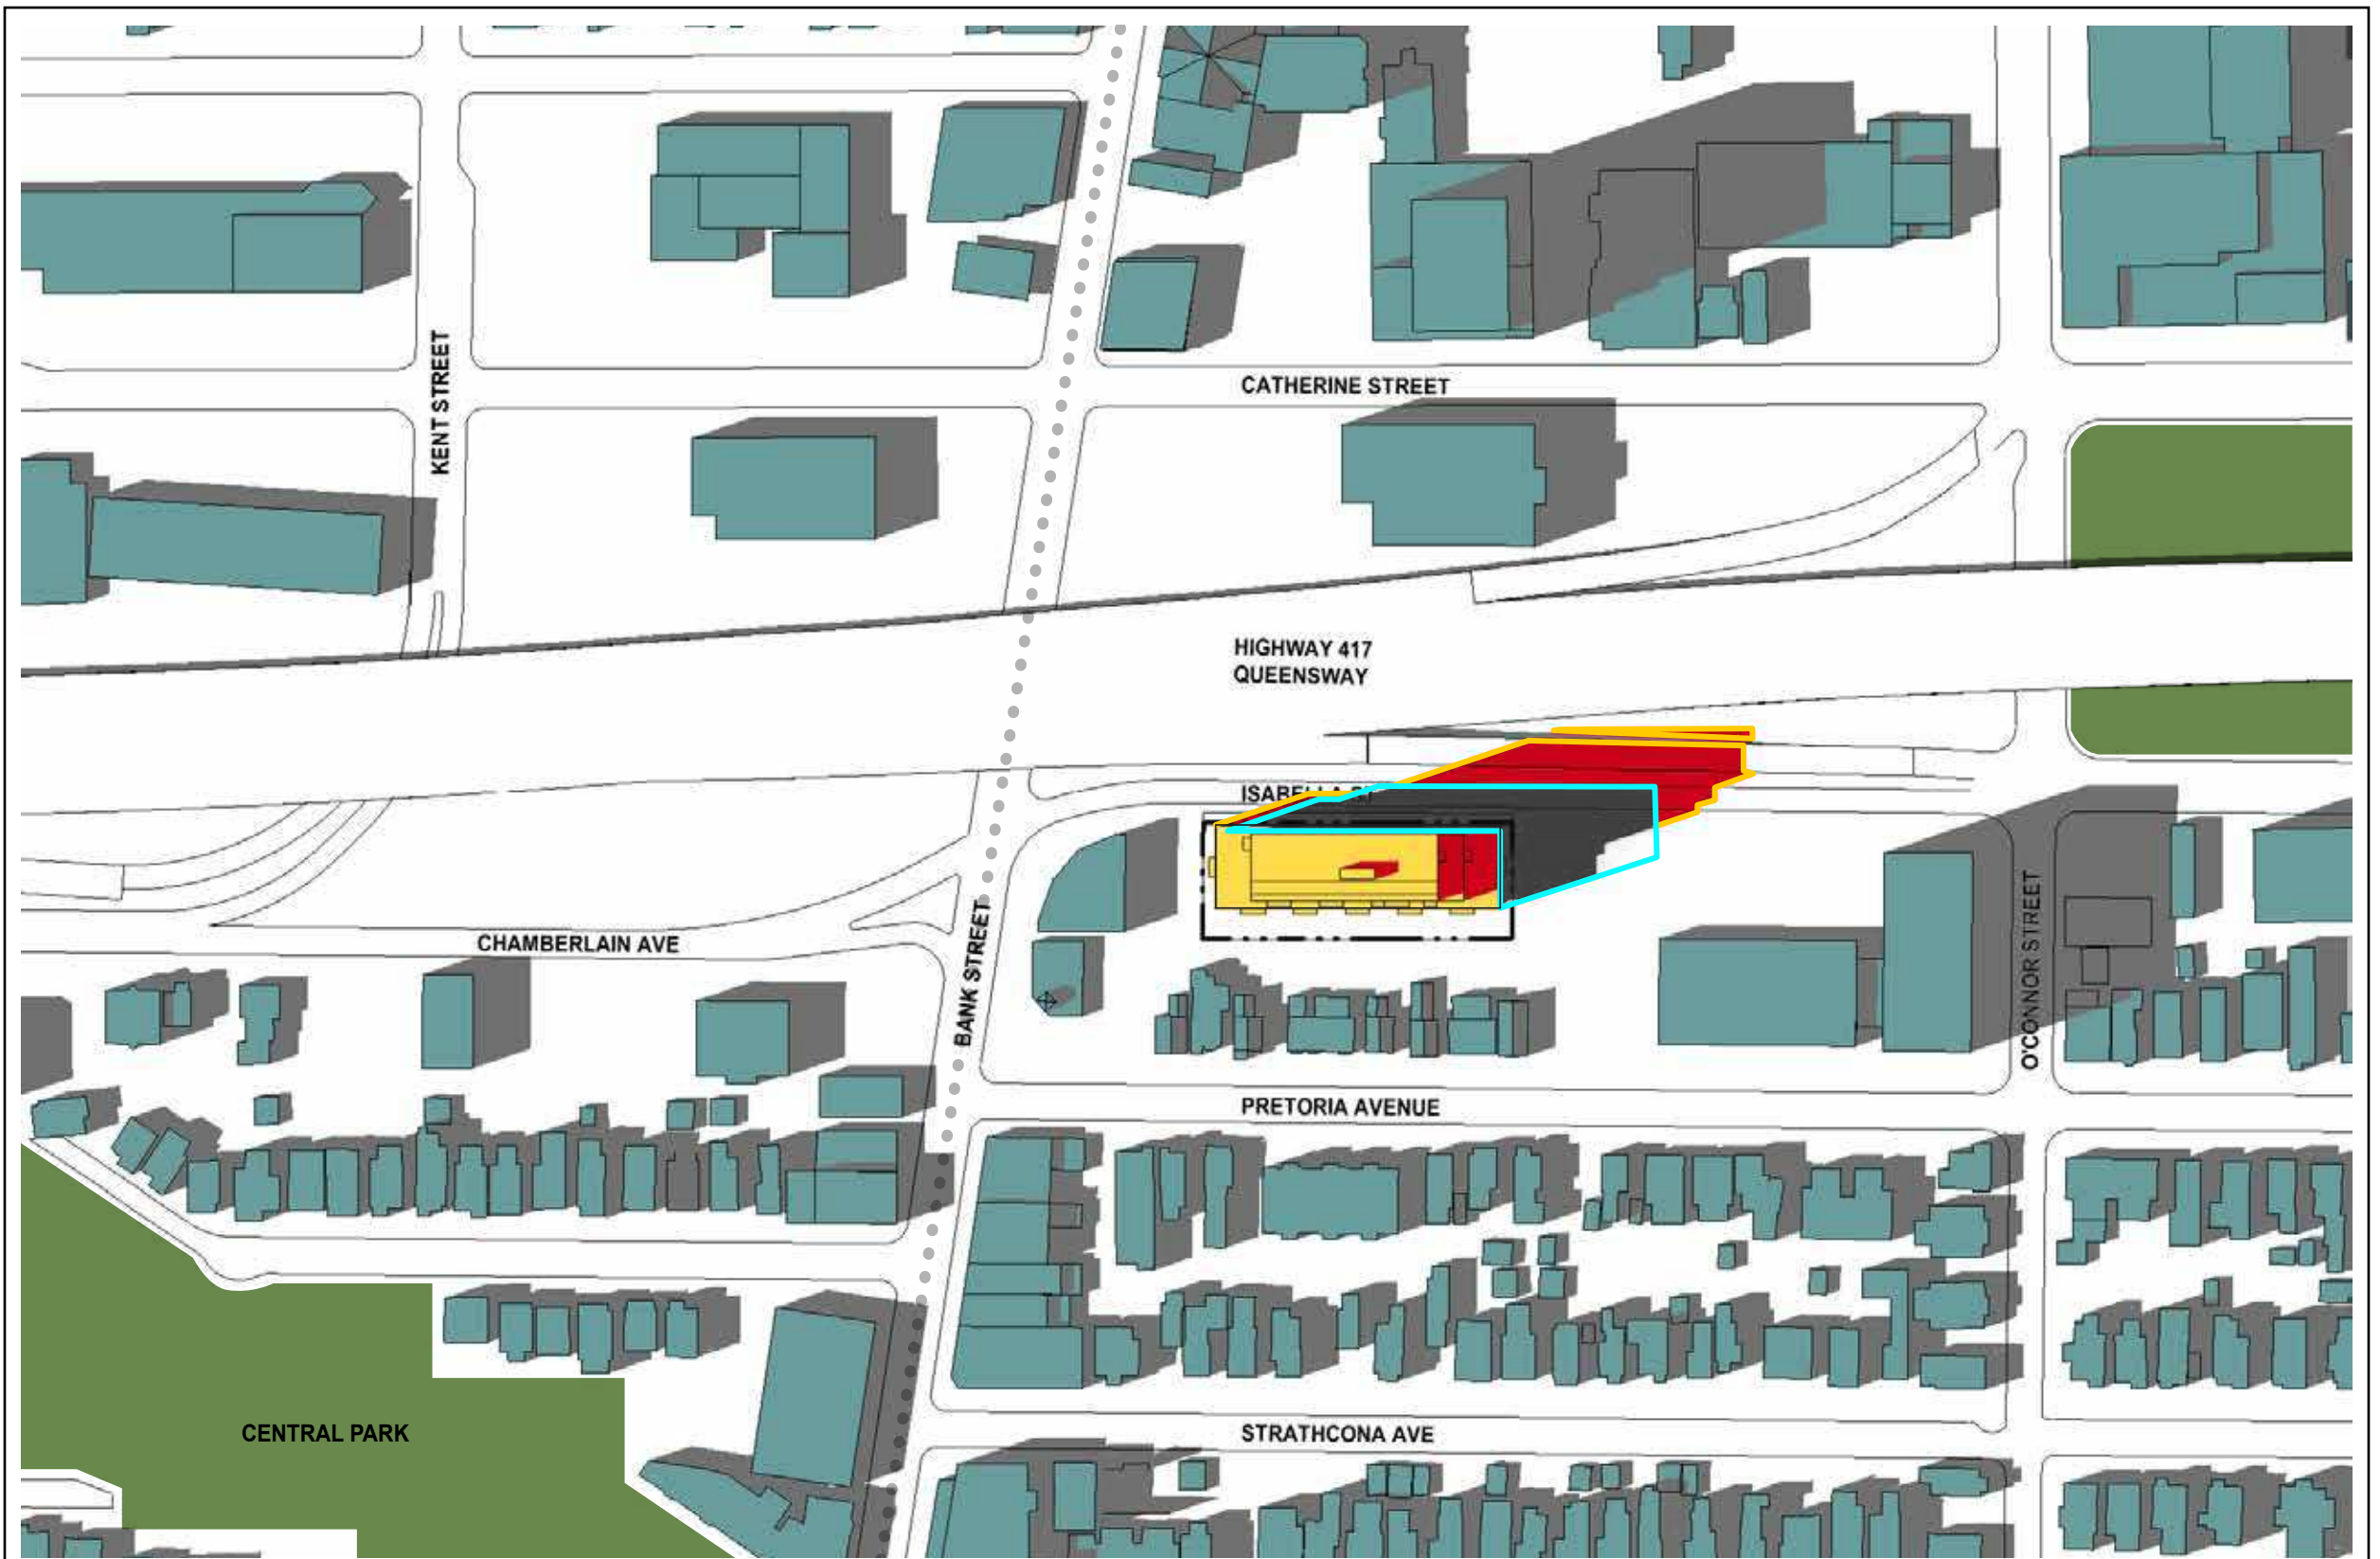 KENT STREET
CATHERINE STREET
HIGHWAY 417
QUEENSWAY
CHAMBERLAIN AVE
BANK STREET
O'CONNOR STREET
PRETORIA AVENUE
CENTRAL PARK
STRATHCONA AVE